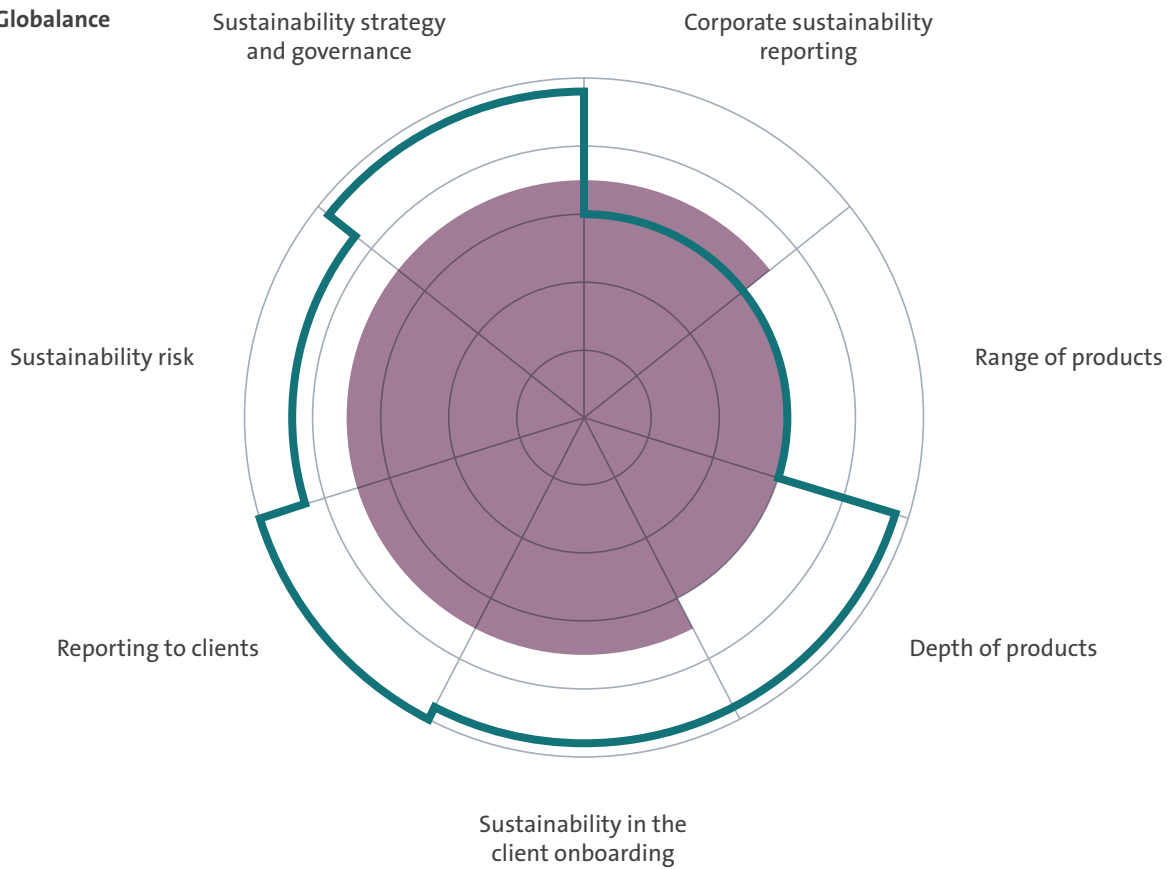 Globalance
Sustainability strategy
and governance
Corporate sustainability
reporting
Sustainability risk
Range of products
Reporting to clients
Depth of products
Sustainability in the
client onboarding